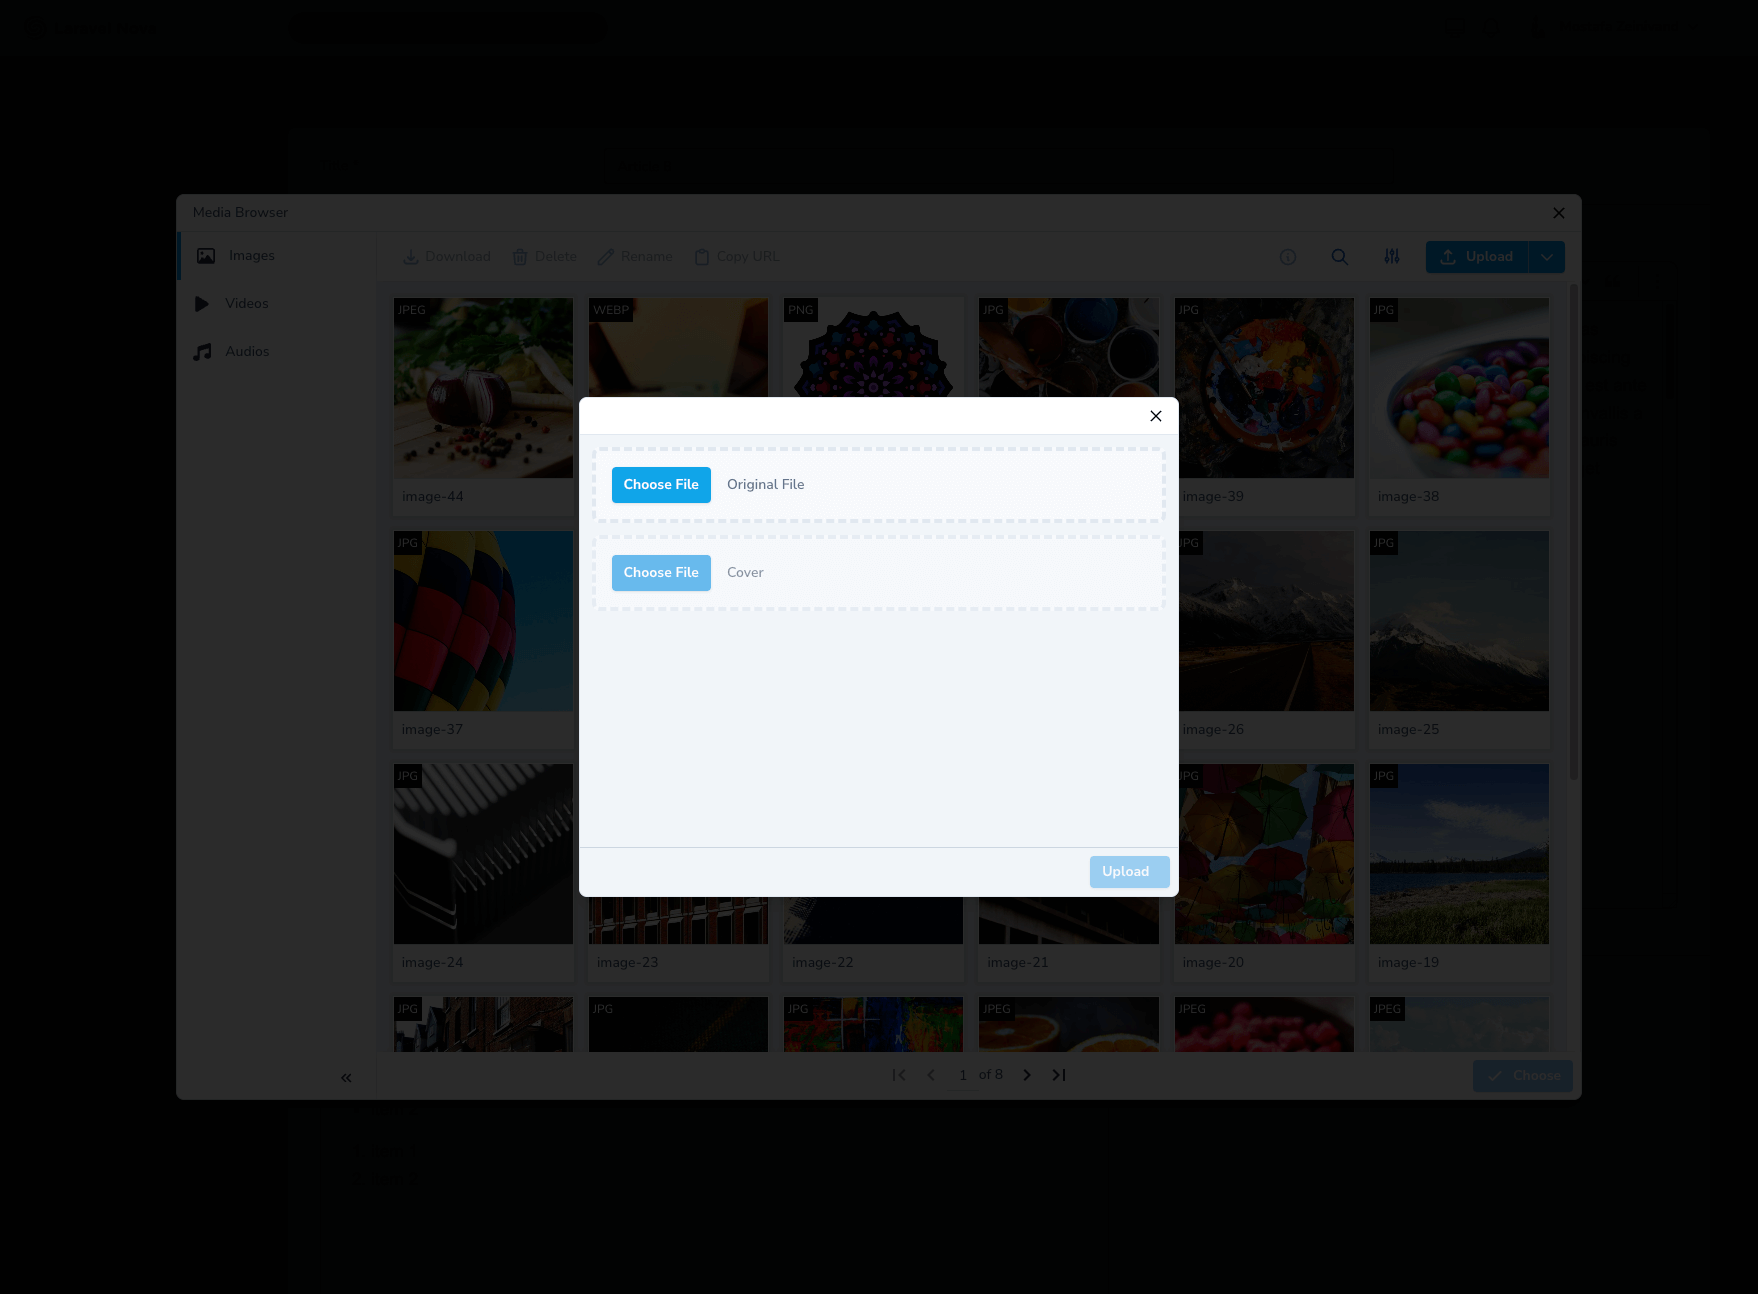 Media Browser
Images
Videos
Audios
Download
Delete
Rename
Copy URL
Upload
JPEG
WEBP
PNG
JPG
JPG
JPG
image-44
image-39
image-38
Choose File
Original File
Choose File
Cover
Upload
JPG
JPG
JPG
image-37
image-26
image-25
JPG
JPG
JPG
image-24
image-23
image-22
image-21
image-20
image-19
JPG
JPG
JPG
JPEG
JPEG
JPEG
1 of 8
Choose